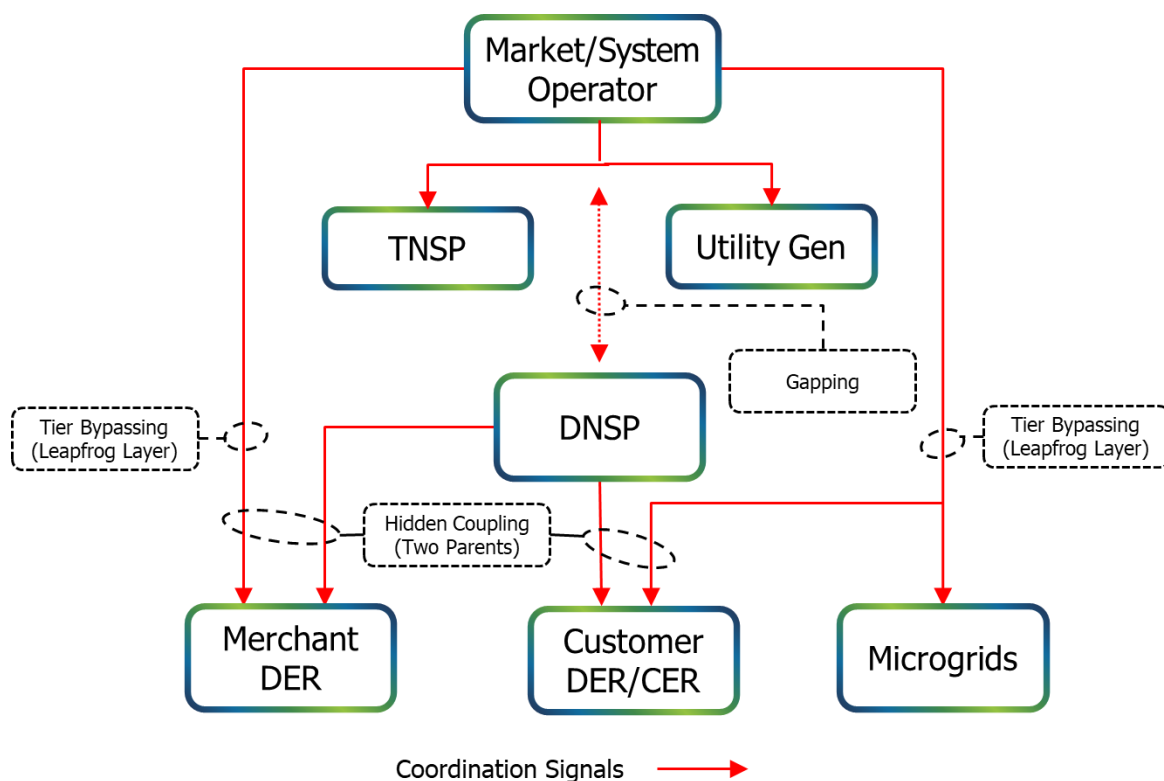 Market/System
Operator
TNSP
Utility Gen
Gapping
Tier Bypassing
(Leapfrog Layer)
DNSP
Tier Bypassing
(Leapfrog Layer)
Hidden Coupling
(Two Parents)
Merchant
DER
Customer
DER/CER
Microgrids
Coordination Signals